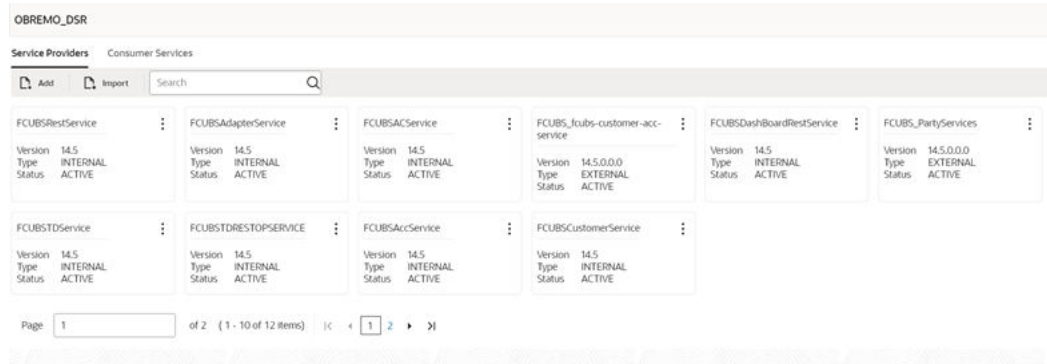 OBREMO_DSR
Service Providers Consumer Services
Add Import Search
FCUBSRestService
Version 14.5
Type INTERNAL
Status ACTIVE
FCUBSAdapterService
Version 14.5
Type INTERNAL
Status ACTIVE
FCUBSACService
Version 14.5
Type INTERNAL
Status ACTIVE
FCUBS_fcubs-customer-acc-
service
Version 14.5.0.0.0
Type EXTERNAL
Status ACTIVE
FCUBSDashBoardRestService
Version 14.5
Type INTERNAL
Status ACTIVE
FCUBS_PartyServices
Version 14.5.0.0.0
Type EXTERNAL
Status ACTIVE
FCUBSTDService
Version 14.5
Type INTERNAL
Status ACTIVE
FCUBSTDRESTOPSERVICE
Version 14.5
Type INTERNAL
Status ACTIVE
FCUBSAccService
Version 14.5
Type INTERNAL
Status ACTIVE
FCUBSCustomerService
Version 14.5
Type INTERNAL
Status ACTIVE
Page 1 of 2 (1 - 10 of 12 items) 1 2